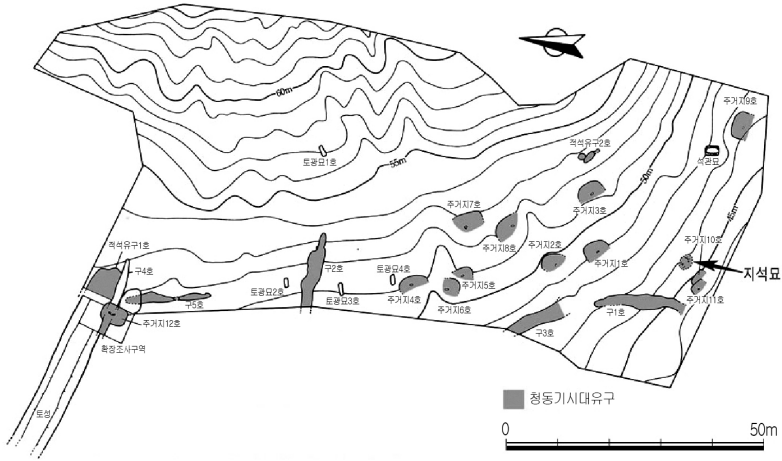 60m
주거지9호
토광묘1호
55m
적석유구2호
석관묘
50m
45m
주거지7호
주거지3호
적석유구1호
주거지8호
주거지2호
주거지1호
주거지10호
구4호
구2호
토광묘4호
지석묘
토광묘2호
토광묘3호
주거지4호
주거지5호
주거지11호
구5호
주거지6호
구1호
주거지12호
구3호
확장조사구역
토성
청동기시대유구
0
50m